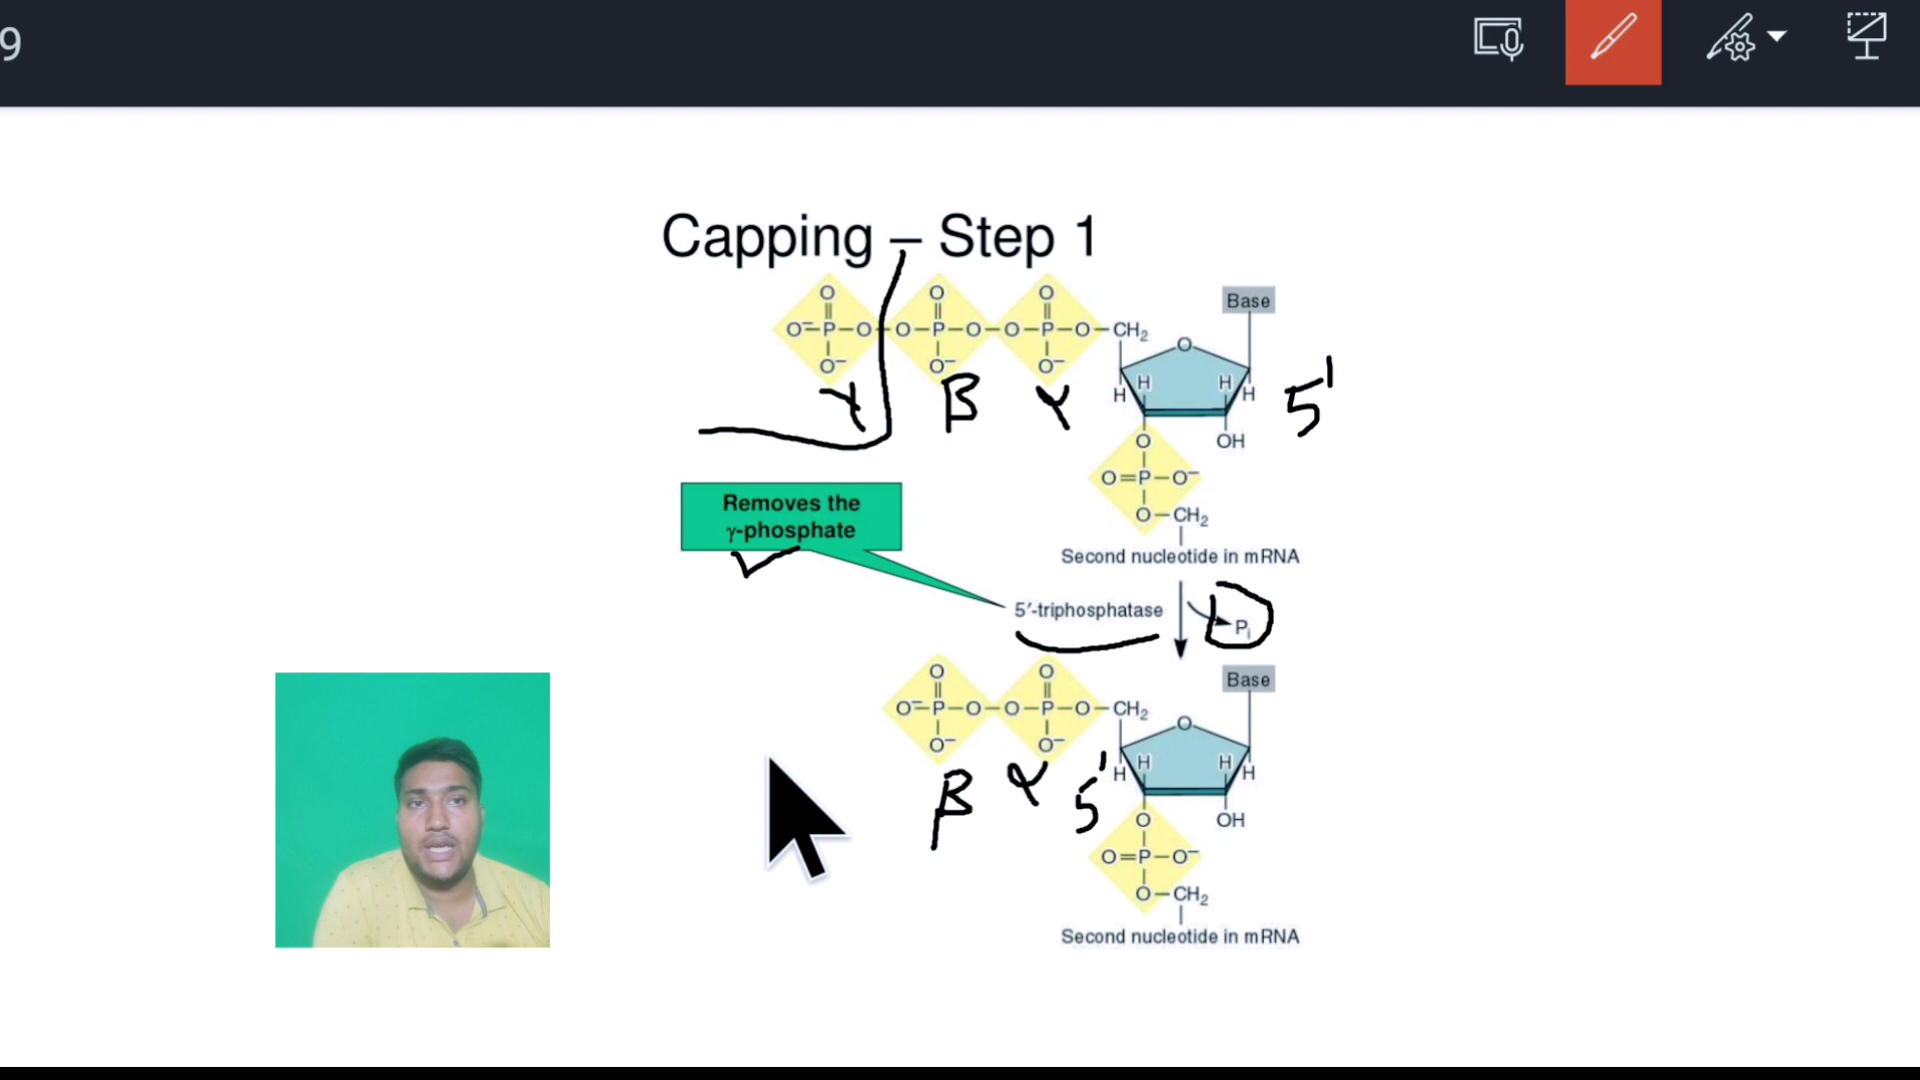 9
Capping – Step 1
O O O Base
O⁻–P–O–O–P–O–O–P–O–CH₂ O
O⁻ O⁻ O⁻
H H H H
γ β α 5'
O OH
O=P–O⁻
O–CH₂
Removes the
γ-phosphate
Second nucleotide in mRNA
5′-triphosphatase Pi
O O Base
O⁻–P–O–O–P–O–CH₂ O
O⁻ O⁻
H H H H
β α 5'
O OH
O=P–O⁻
O–CH₂
Second nucleotide in mRNA